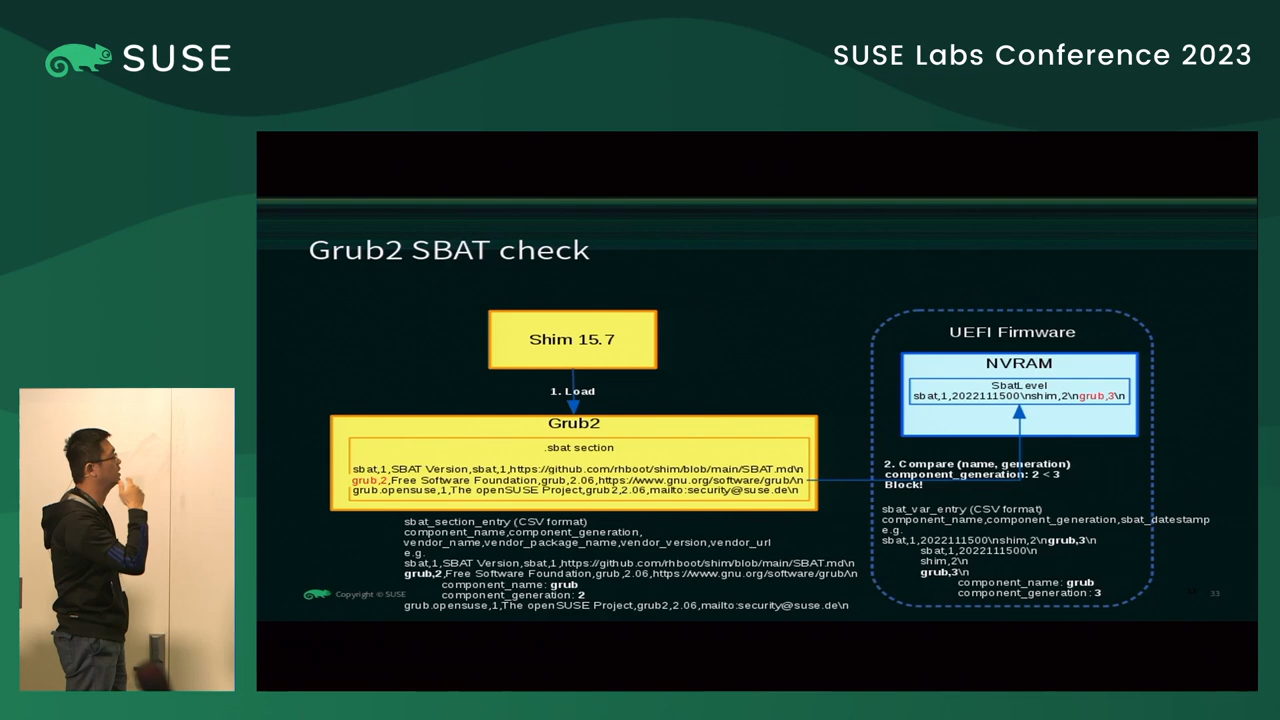 SUSE
SUSE Labs Conference 2023
Grub2 SBAT check
Shim 15.7
1. Load
Grub2
.sbat section
sbat,1,SBAT Version,sbat,1,https://github.com/rhboot/shim/blob/main/SBAT.md\n
grub,2,Free Software Foundation,grub,2.06,https://www.gnu.org/software/grub/\n
grub.opensuse,1,The openSUSE Project,grub2,2.06,mailto:security@suse.de\n
sbat_section_entry (CSV format)
component_name,component_generation,
vendor_name,vendor_package_name,vendor_version,vendor_url
e.g.
sbat,1,SBAT Version,sbat,1,https://github.com/rhboot/shim/blob/main/SBAT.md\n
grub,2,Free Software Foundation,grub,2.06,https://www.gnu.org/software/grub/\n
component_name: grub
component_generation: 2
grub.opensuse,1,The openSUSE Project,grub2,2.06,mailto:security@suse.de\n
UEFI Firmware
NVRAM
SbatLevel
sbat,1,2022111500\nshim,2\ngrub,3\n
2. Compare (name, generation)
component_generation: 2 < 3
Block!
sbat_var_entry (CSV format)
component_name,component_generation,sbat_datestamp
e.g.
sbat,1,2022111500\nshim,2\ngrub,3\n
sbat,1,2022111500\n
shim,2\n
grub,3\n
component_name: grub
component_generation: 3
Copyright © SUSE
33